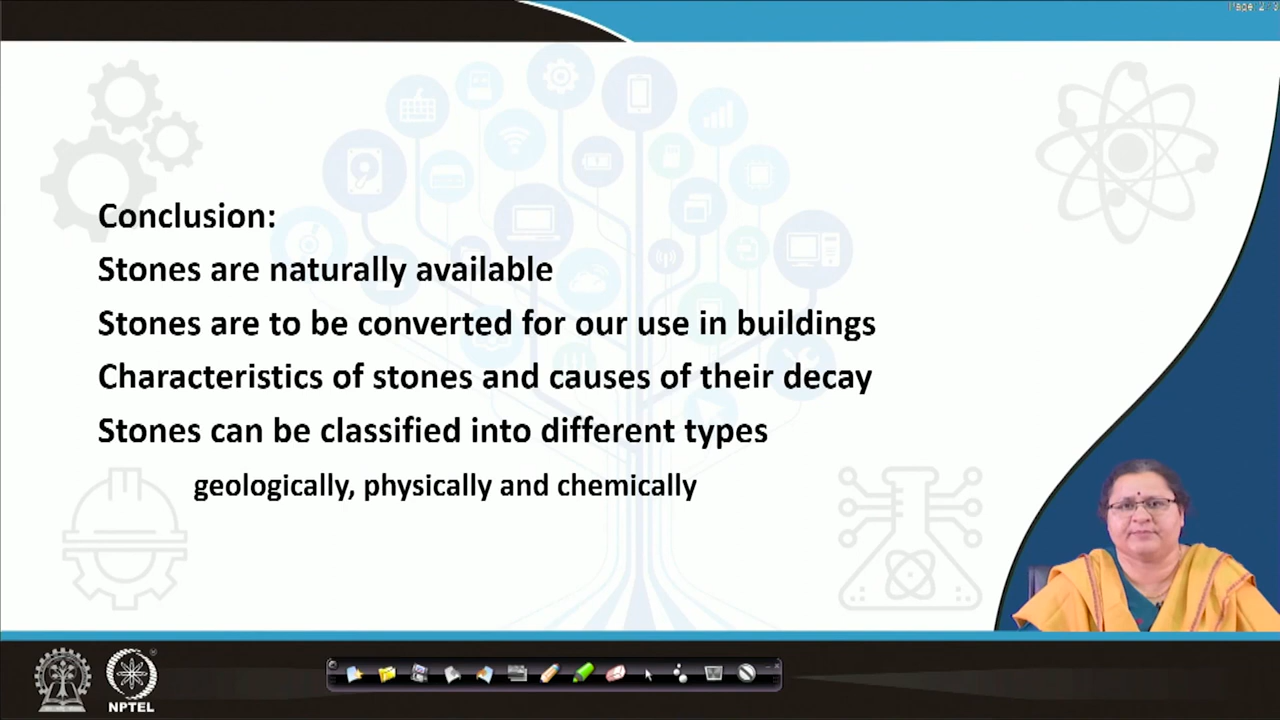 Conclusion:
Stones are naturally available
Stones are to be converted for our use in buildings
Characteristics of stones and causes of their decay
Stones can be classified into different types
geologically, physically and chemically
NPTEL